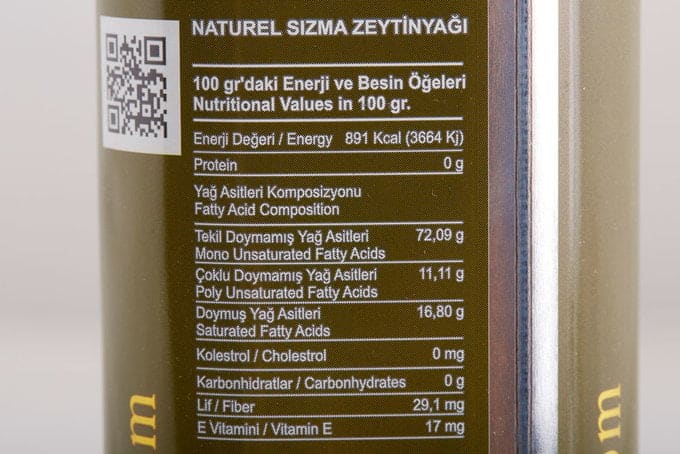 NATUREL SIZMA ZEYTİNYAĞI
100 gr'daki Enerji ve Besin Öğeleri
Nutritional Values in 100 gr.
Enerji Değeri / Energy 891 Kcal (3664 Kj)
Protein 0 g
Yağ Asitleri Komposizyonu
Fatty Acid Composition
Tekil Doymamış Yağ Asitleri 72,09 g
Mono Unsaturated Fatty Acids
Çoklu Doymamış Yağ Asitleri 11,11 g
Poly Unsaturated Fatty Acids
Doymuş Yağ Asitleri 16,80 g
Saturated Fatty Acids
Kolestrol / Cholestrol 0 mg
Karbonhidratlar / Carbonhydrates 0 g
Lif / Fiber 29,1 mg
E Vitamini / Vitamin E 17 mg
m
om